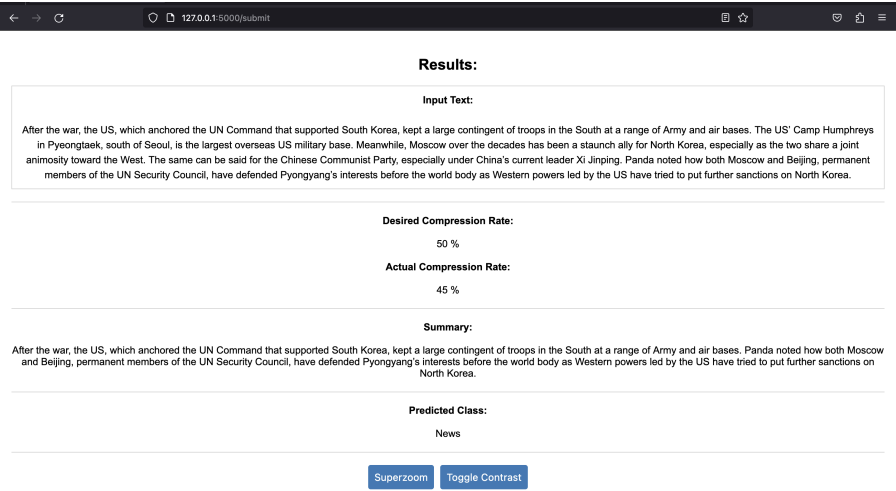 127.0.0.1:5000/submit
Results:
Input Text:
After the war, the US, which anchored the UN Command that supported South Korea, kept a large contingent of troops in the South at a range of Army and air bases. The US' Camp Humphreys
in Pyeongtaek, south of Seoul, is the largest overseas US military base. Meanwhile, Moscow over the decades has been a staunch ally for North Korea, especially as the two share a joint
animosity toward the West. The same can be said for the Chinese Communist Party, especially under China's current leader Xi Jinping. Panda noted how both Moscow and Beijing, permanent
members of the UN Security Council, have defended Pyongyang's interests before the world body as Western powers led by the US have tried to put further sanctions on North Korea.
Desired Compression Rate:
50 %
Actual Compression Rate:
45 %
Summary:
After the war, the US, which anchored the UN Command that supported South Korea, kept a large contingent of troops in the South at a range of Army and air bases. Panda noted how both Moscow
and Beijing, permanent members of the UN Security Council, have defended Pyongyang's interests before the world body as Western powers led by the US have tried to put further sanctions on
North Korea.
Predicted Class:
News
Superzoom Toggle Contrast